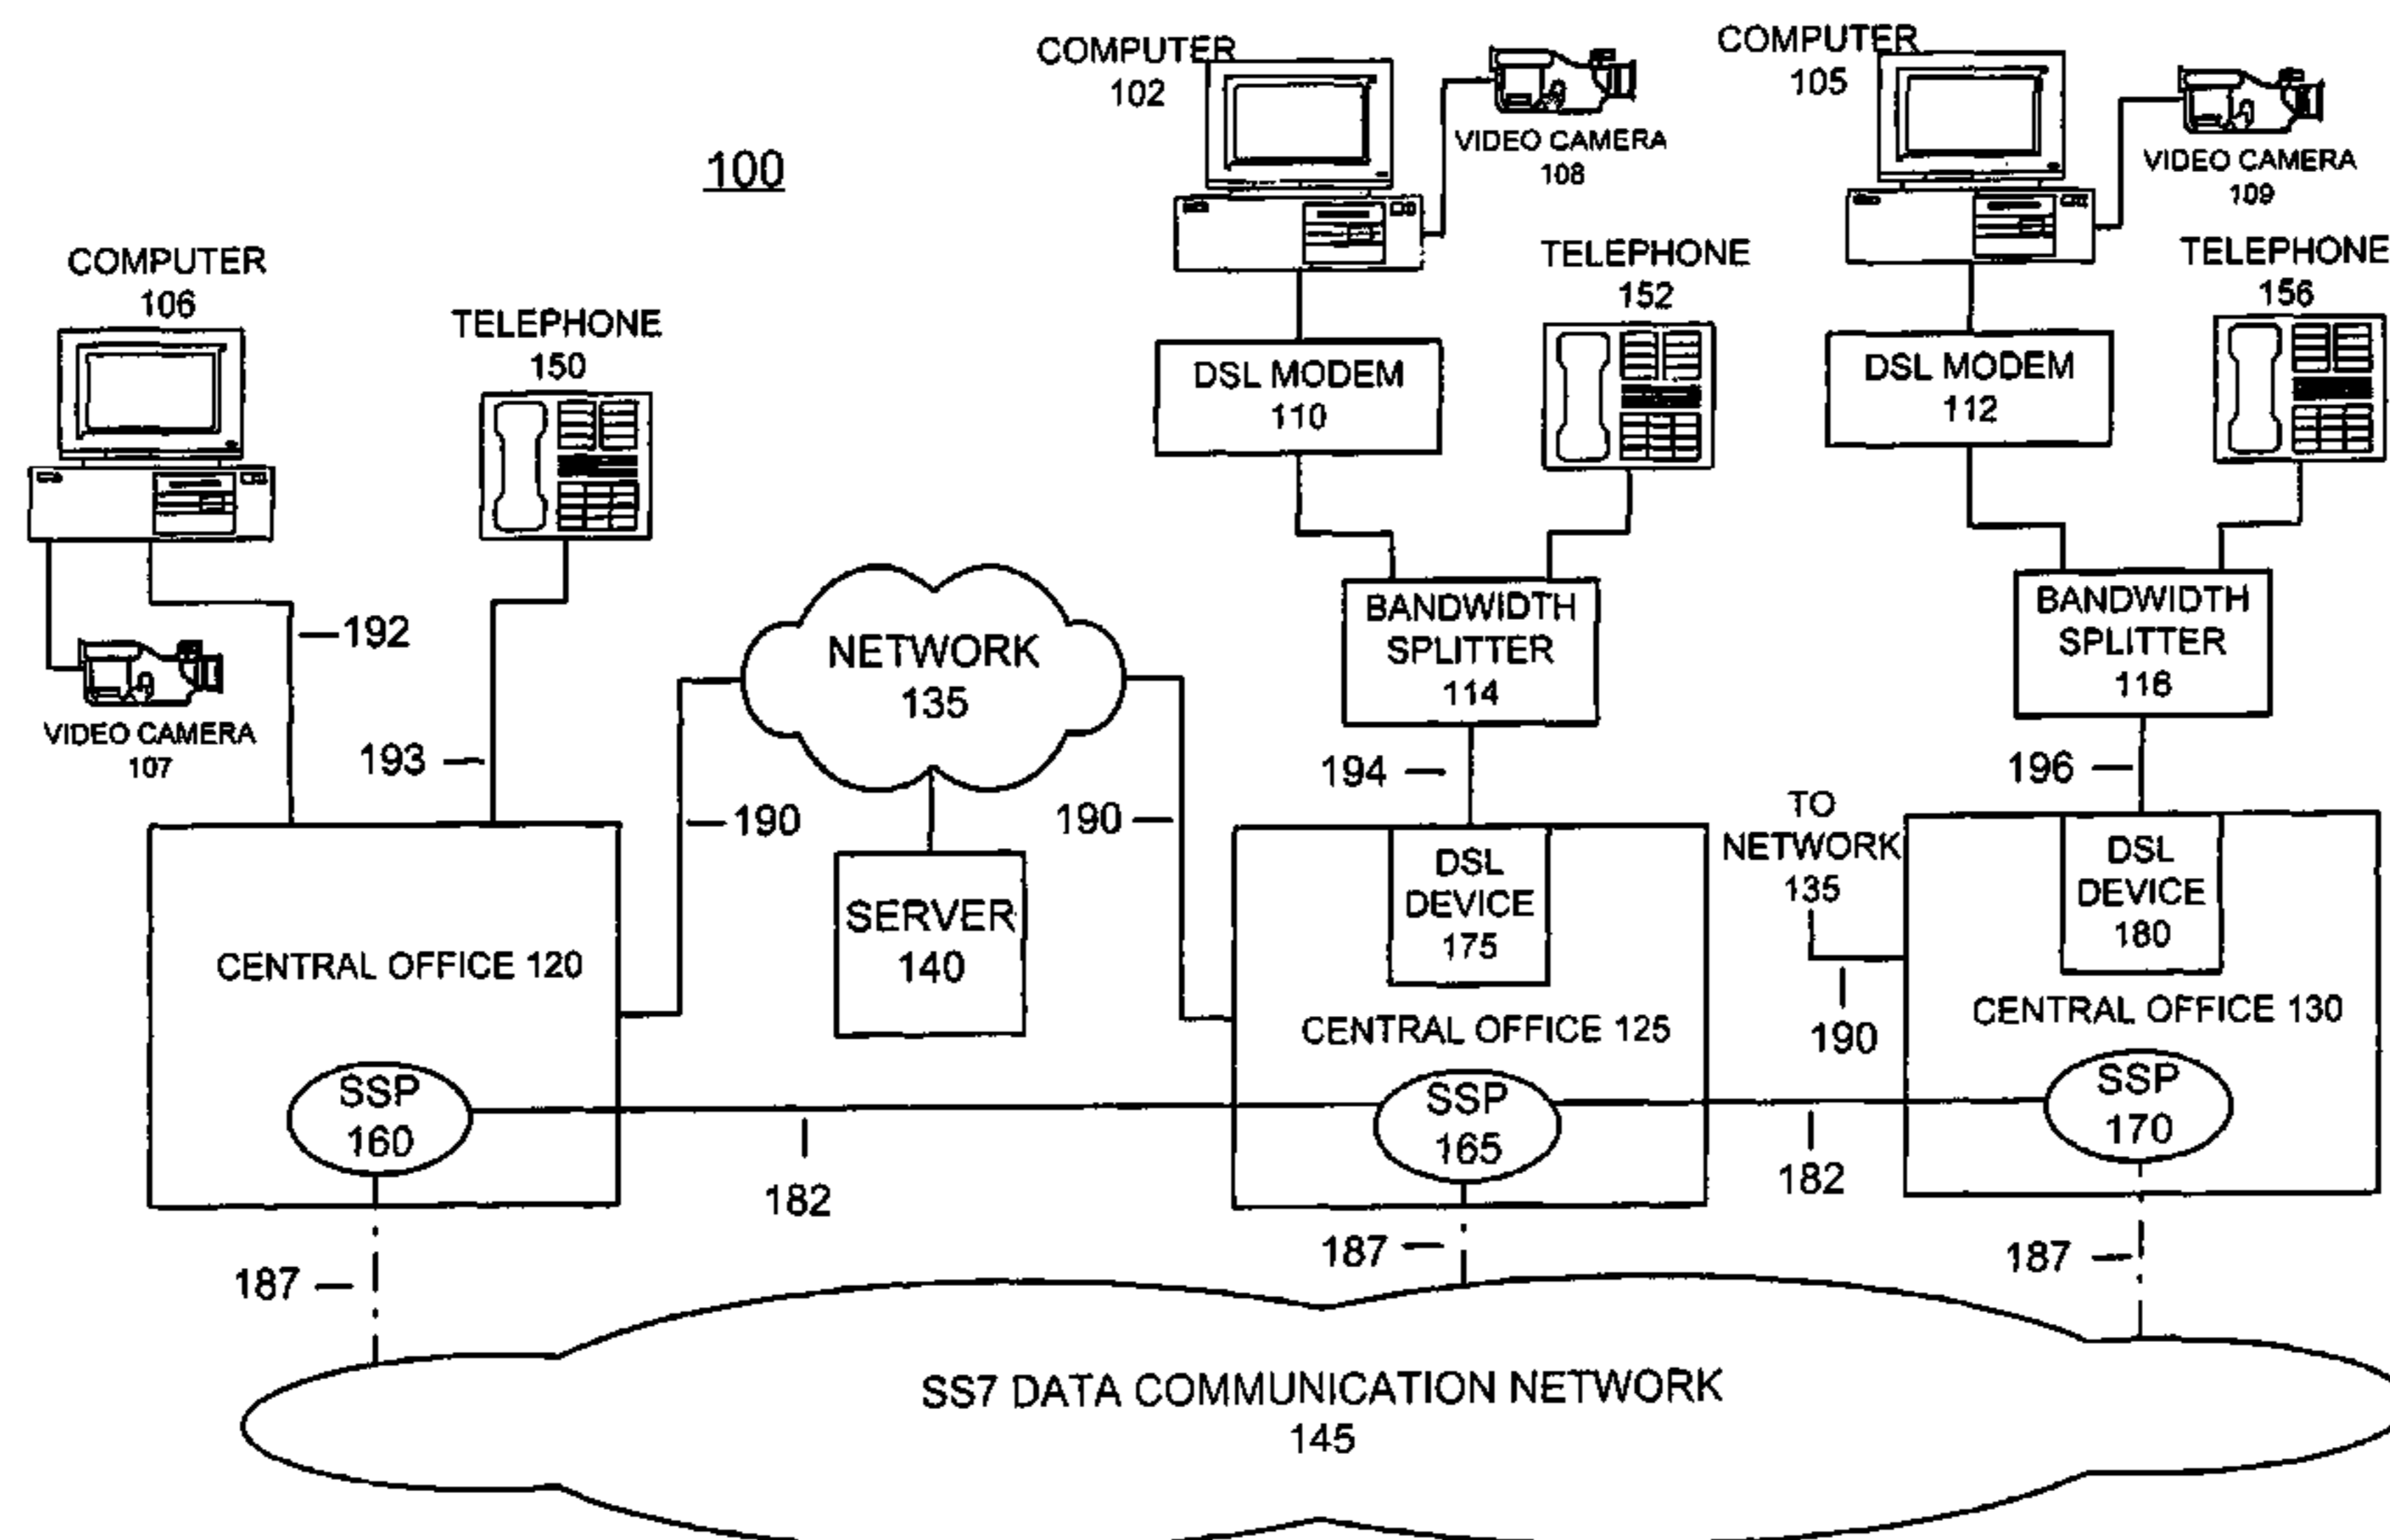 100
COMPUTER
106
TELEPHONE
150
VIDEO CAMERA
107
192
193
COMPUTER
102
VIDEO CAMERA
108
TELEPHONE
152
DSL MODEM
110
BANDWIDTH
SPLITTER
114
COMPUTER
105
VIDEO CAMERA
109
TELEPHONE
156
DSL MODEM
112
BANDWIDTH
SPLITTER
116
NETWORK
135
SERVER
140
190
190
194
196
TO
NETWORK
135
190
CENTRAL OFFICE 120
SSP
160
DSL
DEVICE
175
CENTRAL OFFICE 125
SSP
165
DSL
DEVICE
180
CENTRAL OFFICE 130
SSP
170
182
182
187
187
187
SS7 DATA COMMUNICATION NETWORK
145